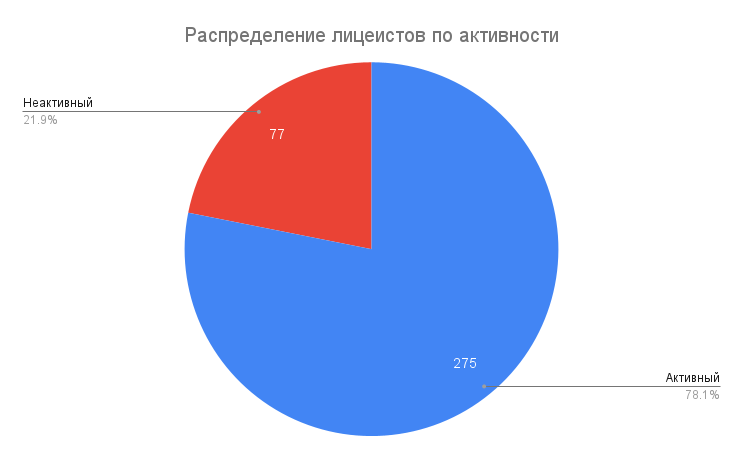 Распределение лицеистов по активности
Неактивный
21.9%
77
275
Активный
78.1%